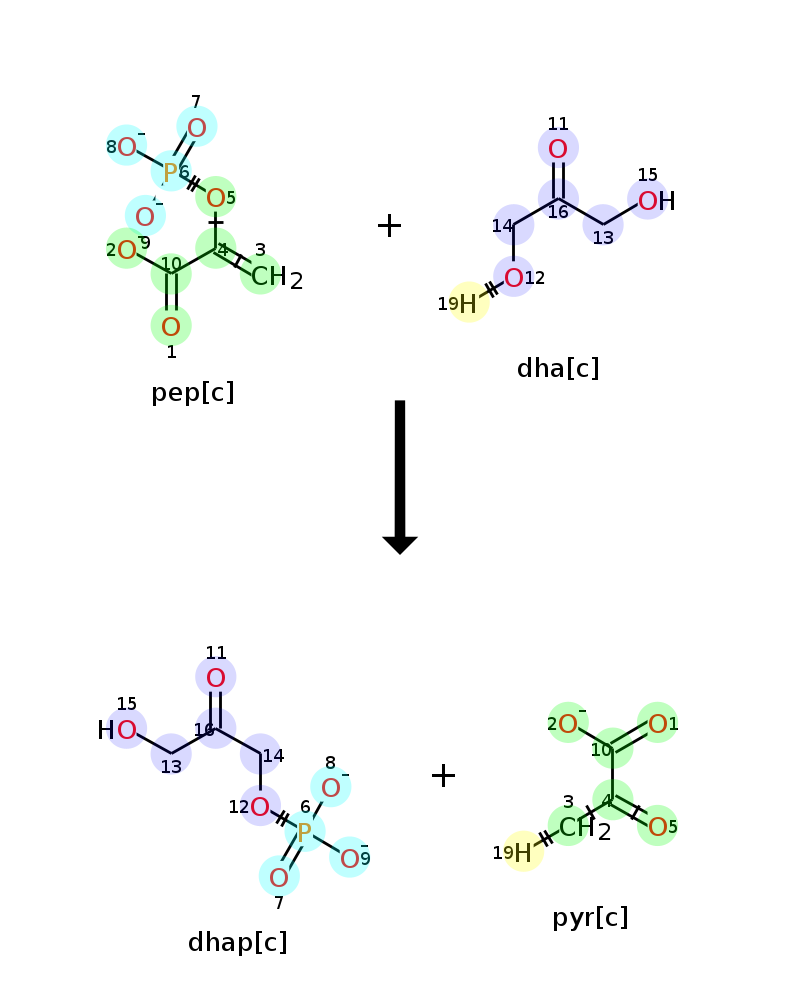 7
O
8O-
P6
O5
O-
+
11
O
15
OH
16
14
13
2O
9
10
4
3
CH2
O12
19H
O
1
dha[c]
pep[c]
11
O
15
HO
16
13
14
12O
6
P
8
O-
O-9
O
7
+
2O-
O1
10
3
4
CH2
O5
19H
pyr[c]
dhap[c]